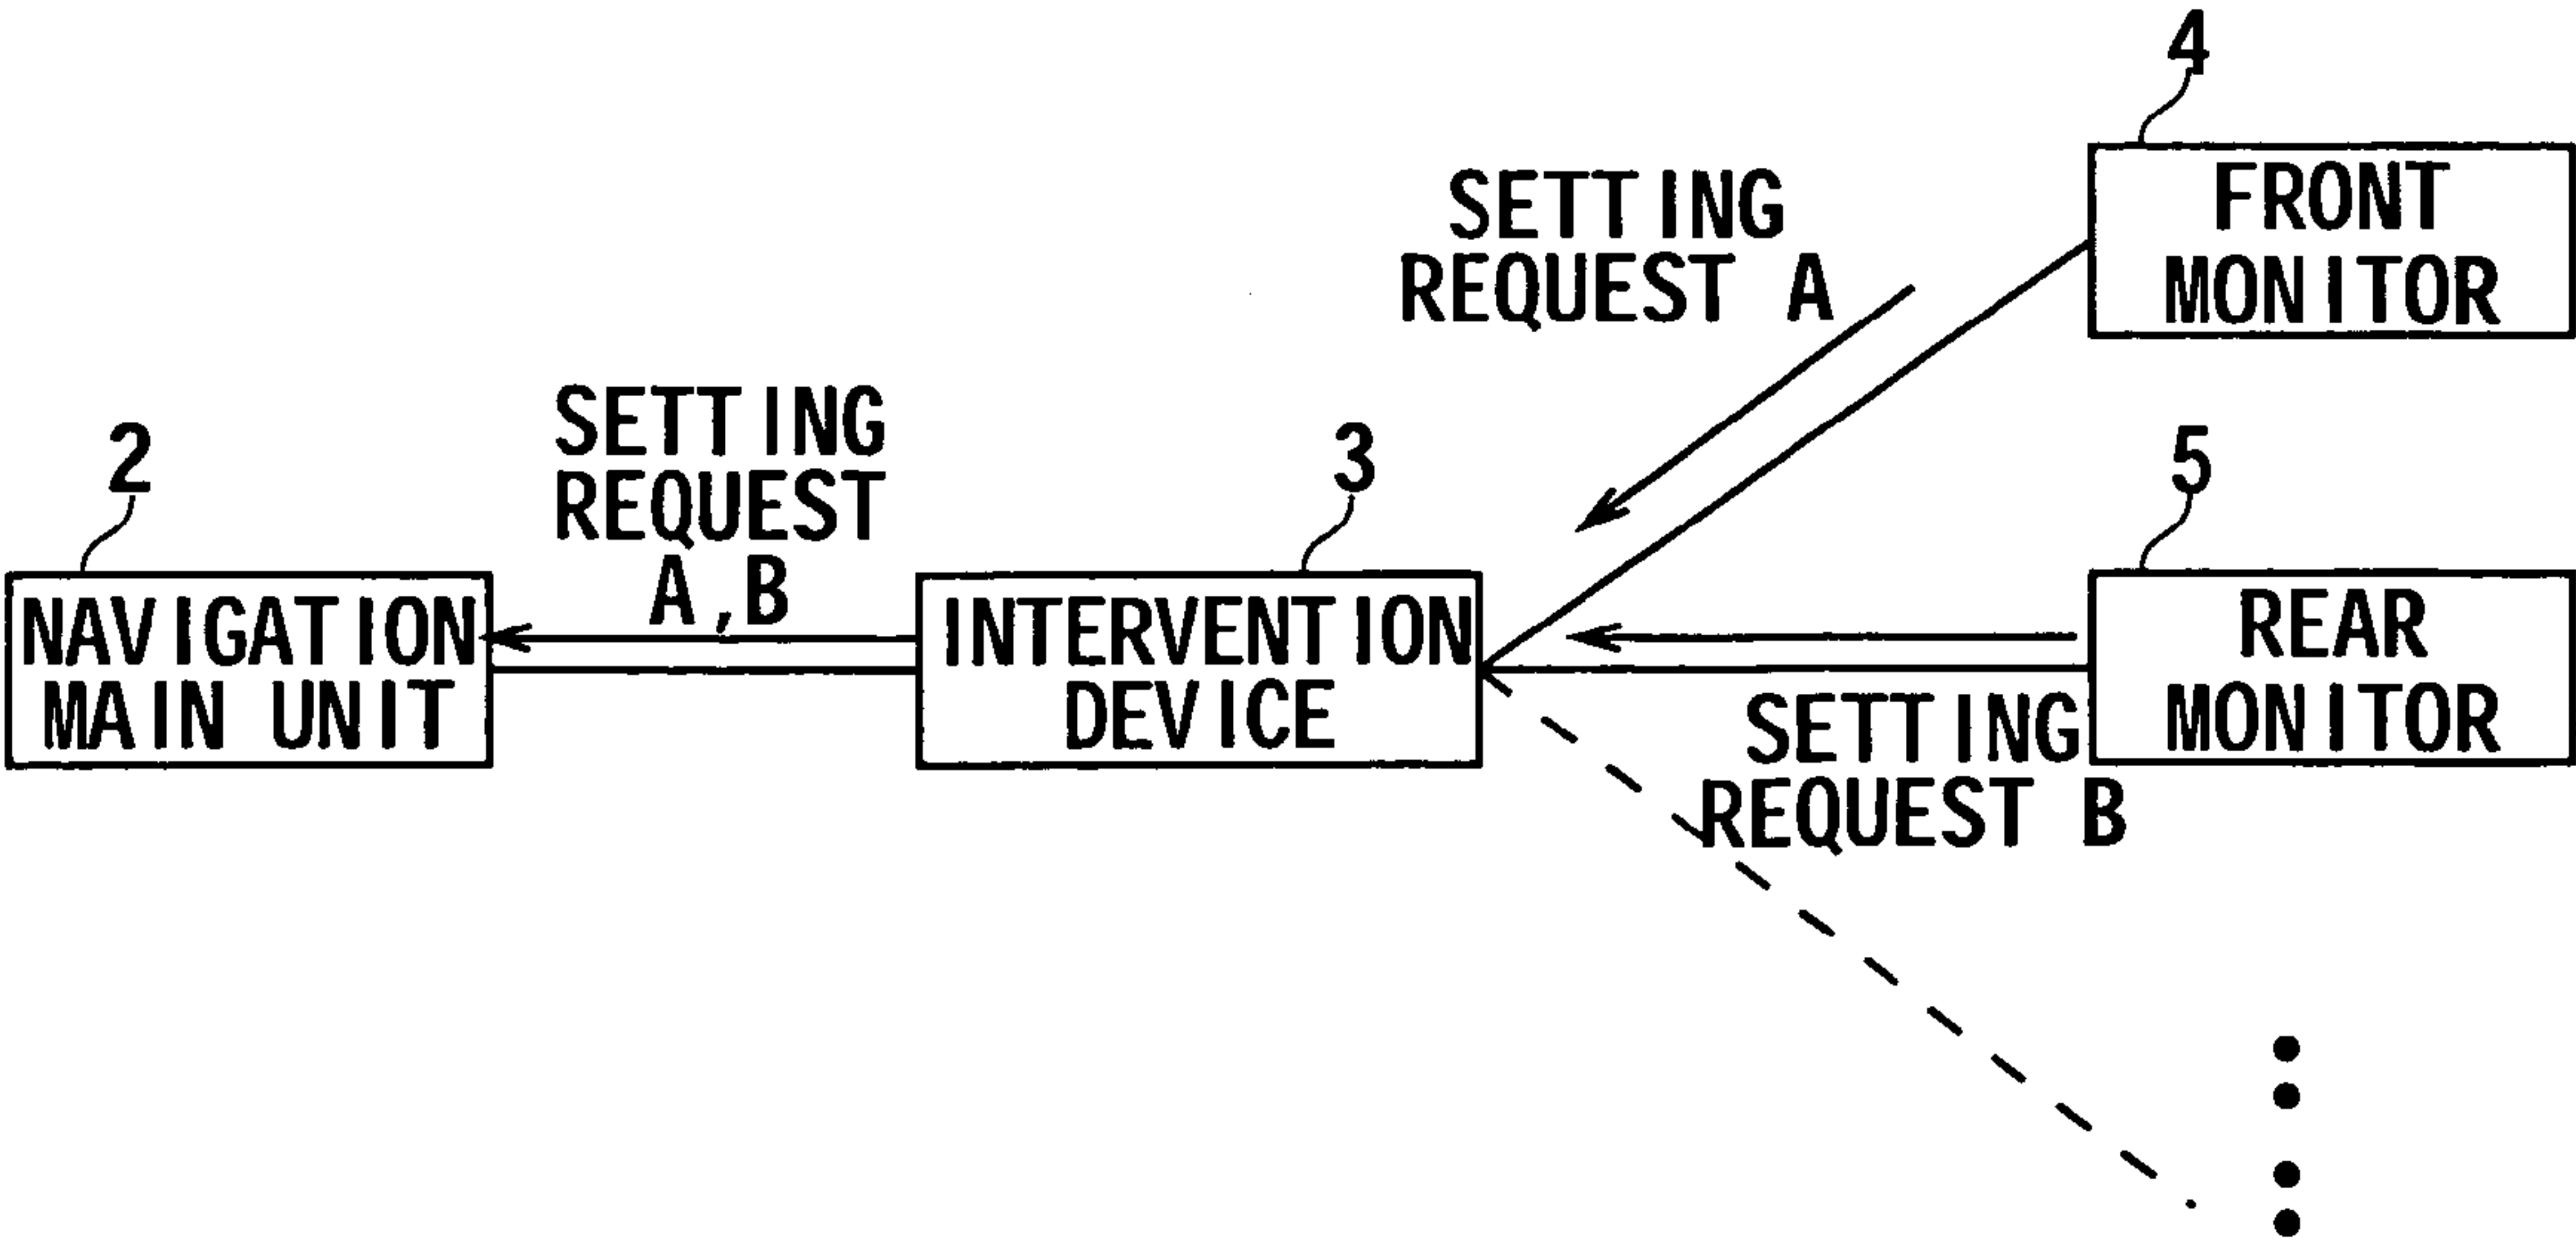 4
FRONT
MONITOR
SETTING
REQUEST A
2
SETTING
REQUEST
A,B
3
5
NAVIGATION
MAIN UNIT
INTERVENTION
DEVICE
REAR
MONITOR
SETTING
REQUEST B